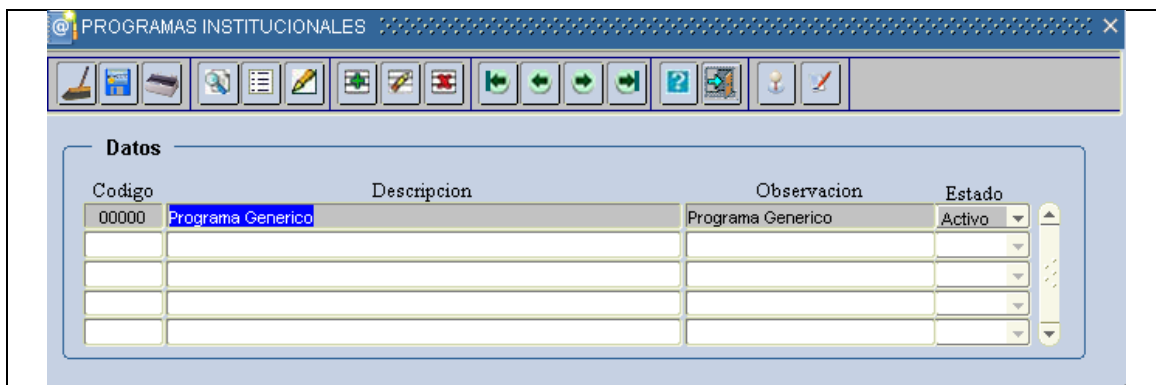 PROGRAMAS INSTITUCIONALES
Datos
Codigo Descripcion Observacion Estado
00000 Programa Generico Programa Generico Activo